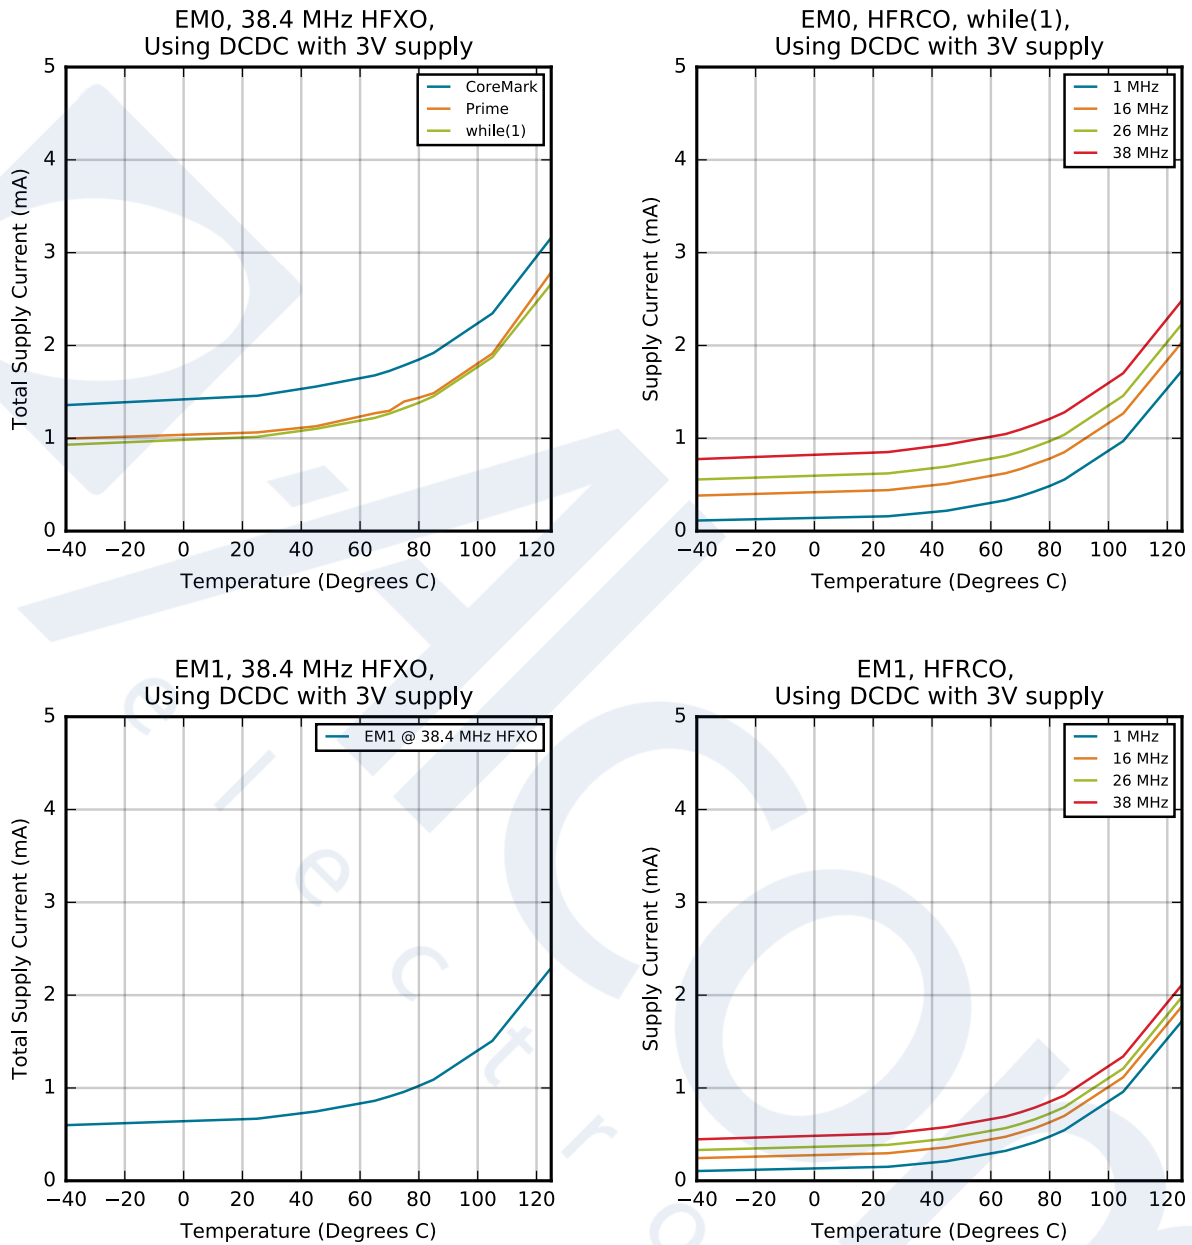 EM0, 38.4 MHz HFXO,
Using DCDC with 3V supply
5
4
3
2
1
0
Total Supply Current (mA)
CoreMark
Prime
while(1)
−40 −20 0 20 40 60 80 100 120
Temperature (Degrees C)
EM0, HFRCO, while(1),
Using DCDC with 3V supply
5
4
3
2
1
0
Supply Current (mA)
1 MHz
16 MHz
26 MHz
38 MHz
−40 −20 0 20 40 60 80 100 120
Temperature (Degrees C)
EM1, 38.4 MHz HFXO,
Using DCDC with 3V supply
5
4
3
2
1
0
Total Supply Current (mA)
EM1 @ 38.4 MHz HFXO
−40 −20 0 20 40 60 80 100 120
Temperature (Degrees C)
EM1, HFRCO,
Using DCDC with 3V supply
5
4
3
2
1
0
Supply Current (mA)
1 MHz
16 MHz
26 MHz
38 MHz
−40 −20 0 20 40 60 80 100 120
Temperature (Degrees C)